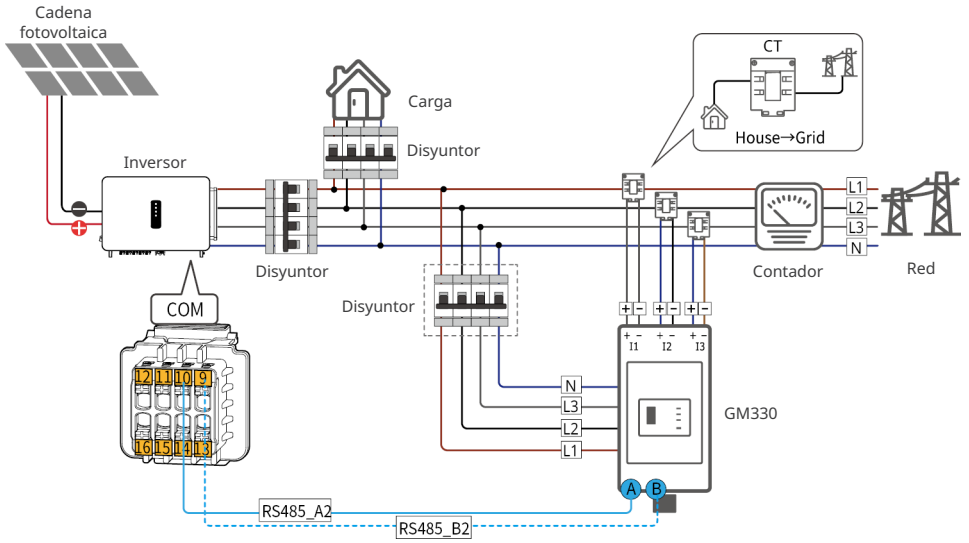 Cadena
fotovoltaica
CT
House→Grid
Carga
Disyuntor
Inversor
L1
L2
L3
N
Disyuntor
Contador
Red
Disyuntor
COM
+ − + − + −
+ − + − + −
I1 I2 I3
12 11 10 9
16 15 14 13
N
L3
L2
L1
GM330
A B
RS485_A2
RS485_B2